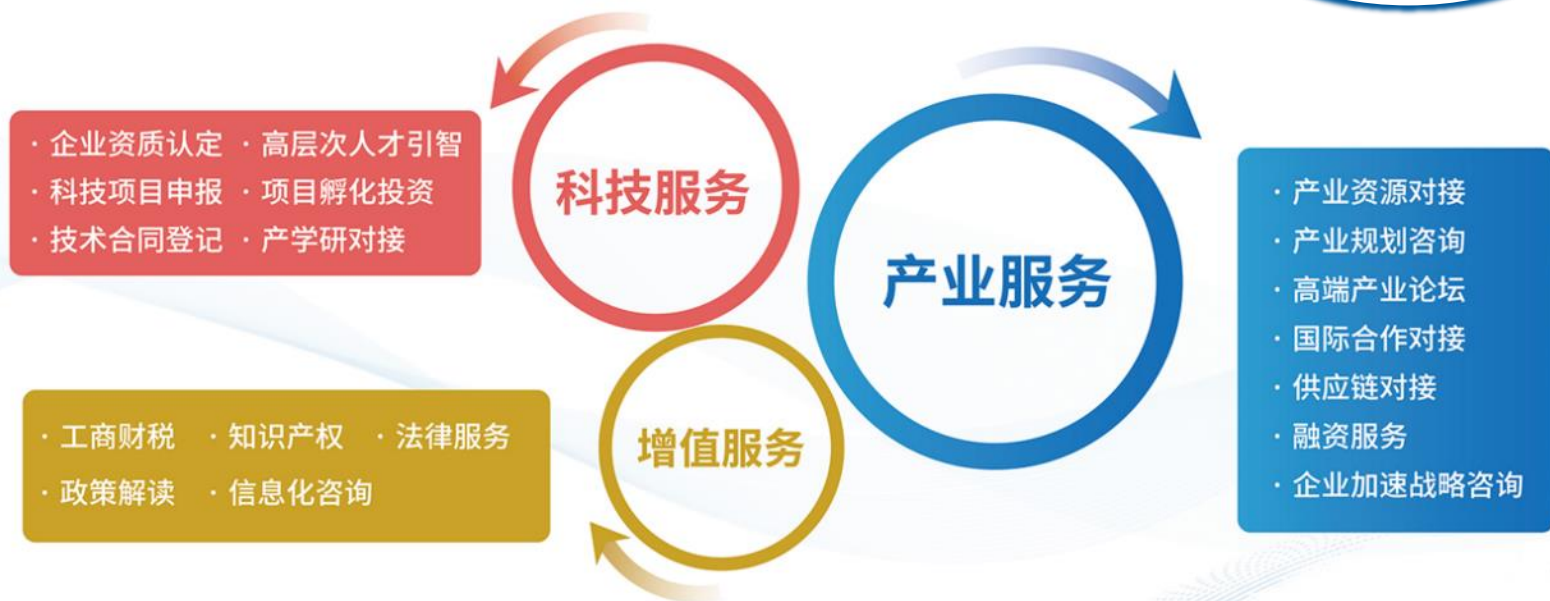 科技服务
· 企业资质认定 · 高层次人才引智
· 科技项目申报 · 项目孵化投资
· 技术合同登记 · 产学研对接
产业服务
· 产业资源对接
· 产业规划咨询
· 高端产业论坛
· 国际合作对接
· 供应链对接
· 融资服务
· 企业加速战略咨询
增值服务
· 工商财税 · 知识产权 · 法律服务
· 政策解读 · 信息化咨询